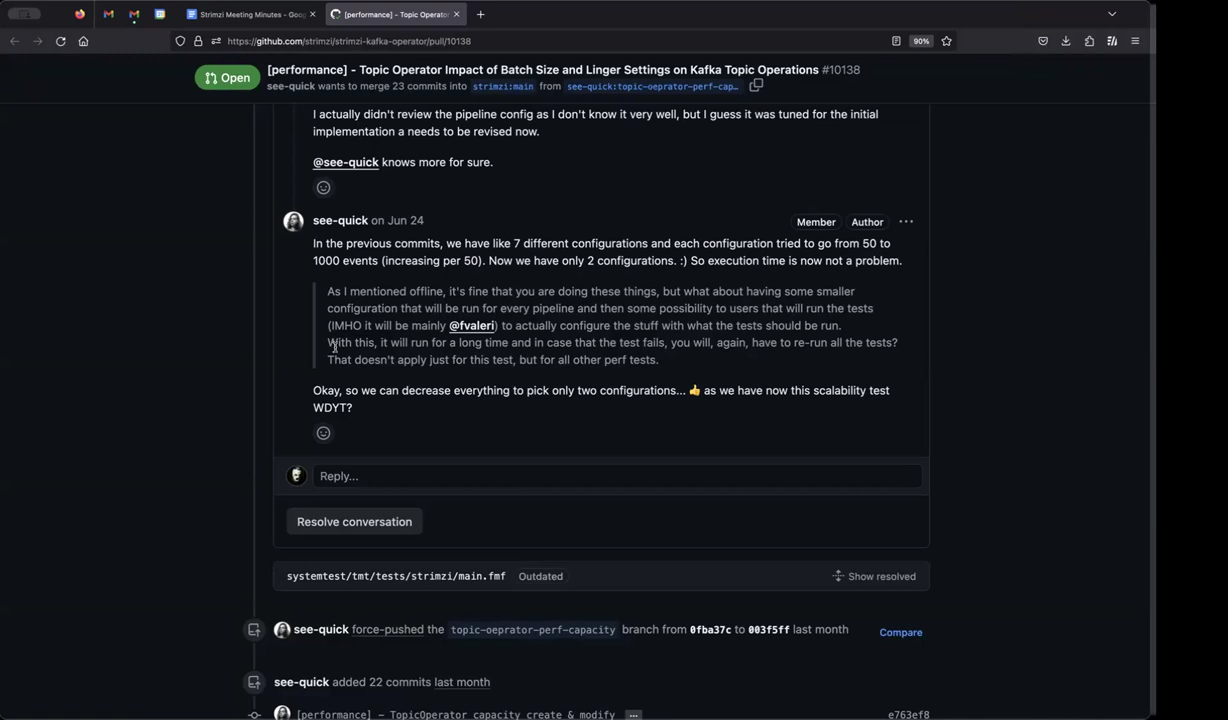 Strimzi Meeting Minutes - Goog
[performance] - Topic Operator
https://github.com/strimzi/strimzi-kafka-operator/pull/10138
90%
Open
[performance] - Topic Operator Impact of Batch Size and Linger Settings on Kafka Topic Operations #10138
see-quick wants to merge 23 commits into strimzi:main from see-quick:topic-oeprator-perf-cap…
I actually didn't review the pipeline config as I don't know it very well, but I guess it was tuned for the initial
implementation a needs to be revised now.
@see-quick knows more for sure.
see-quick on Jun 24
Member
Author
In the previous commits, we have like 7 different configurations and each configuration tried to go from 50 to
1000 events (increasing per 50). Now we have only 2 configurations. :) So execution time is now not a problem.
As I mentioned offline, it's fine that you are doing these things, but what about having some smaller
configuration that will be run for every pipeline and then some possibility to users that will run the tests
(IMHO it will be mainly @fvaleri) to actually configure the stuff with what the tests should be run.
With this, it will run for a long time and in case that the test fails, you will, again, have to re-run all the tests?
That doesn't apply just for this test, but for all other perf tests.
Okay, so we can decrease everything to pick only two configurations... 👍 as we have now this scalability test
WDYT?
Reply...
Resolve conversation
systemtest/tmt/tests/strimzi/main.fmf Outdated
Show resolved
see-quick force-pushed the topic-oeprator-perf-capacity branch from 0fba37c to 003f5ff last month
Compare
see-quick added 22 commits last month
[performance] – TopicOperator capacity create & modify …
e763ef8